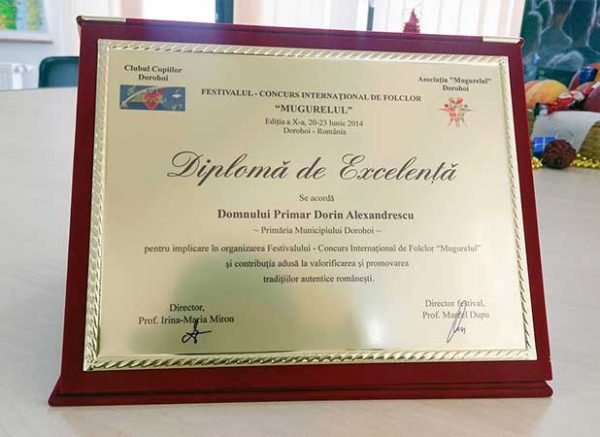 Clubul Copiilor
Dorohoi
Asociația "Mugurelul"
Dorohoi
FESTIVALUL - CONCURS INTERNAȚIONAL DE FOLCLOR
“MUGURELUL”
Ediția a X-a, 20-23 Iunie 2014
Dorohoi - România
Diplomă de Excelență
Se acordă
Domnului Primar Dorin Alexandrescu
~ Primăria Municipiului Dorohoi ~
pentru implicare în organizarea Festivalului - Concurs Internațional de Folclor “Mugurelul”
și contribuția adusă la valorificarea și promovarea
tradițiilor autentice românești.
Director,
Prof. Irina-Maria Miron
Director festival,
Prof. Marcel Dupu